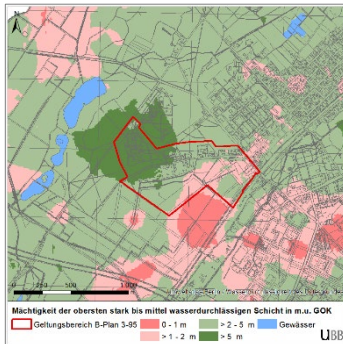 N
0 250 500 1.000
Mächtigkeit der obersten stark bis mittel wasserdurchlässigen Schicht in m.u. GOK
Geltungsbereich B-Plan 3-95 0 - 1 m > 2 - 5 m Gewässer
> 1 - 2 m > 5 m
UBB